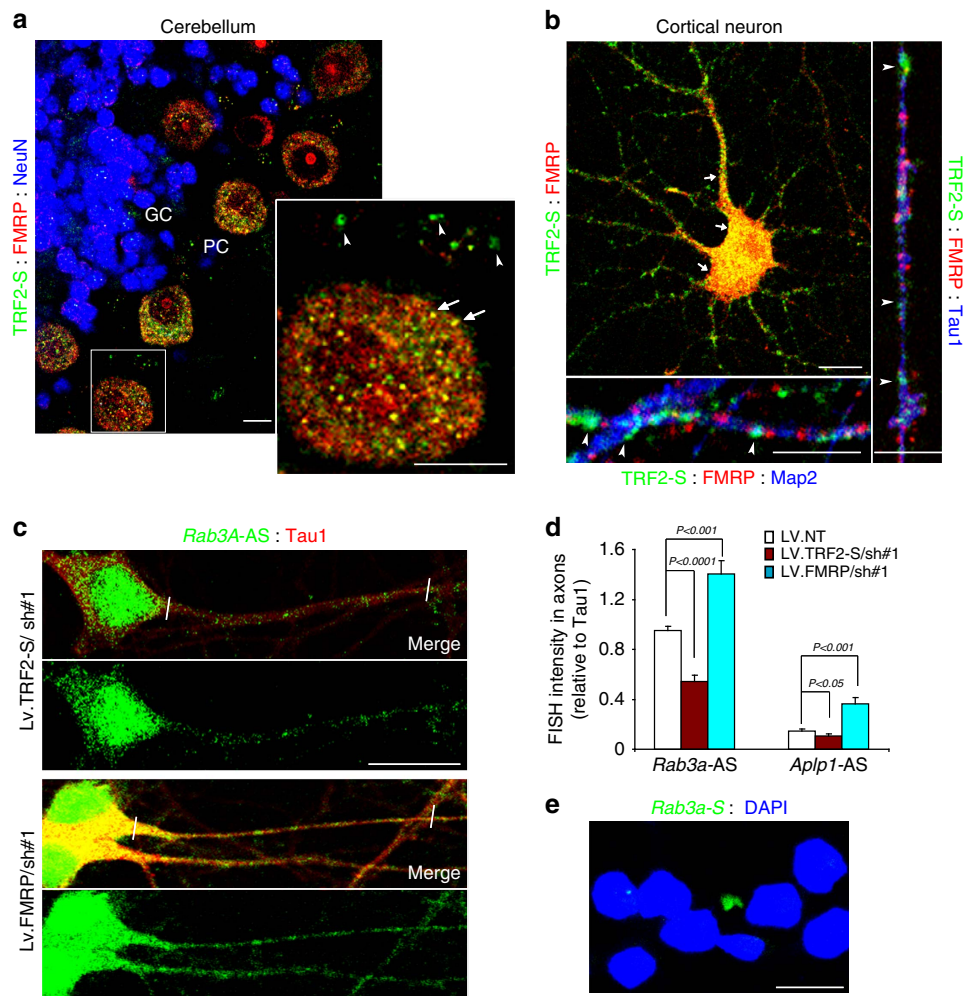 a
Cerebellum
TRF2-S : FMRP : NeuN
GC
PC
b
Cortical neuron
TRF2-S : FMRP
TRF2-S : FMRP : Tau1
TRF2-S : FMRP : Map2
c
Rab3A-AS : Tau1
Lv.TRF2-S/ sh#1
Merge
Lv.FMRP/sh#1
Merge
d
LV.NT
LV.TRF2-S/sh#1
LV.FMRP/sh#1
FISH intensity in axons
(relative to Tau1)
1.6
1.2
0.8
0.4
0
P<0.001
P<0.0001
P<0.001
P<0.05
Rab3a-AS
Aplp1-AS
e
Rab3a-S : DAPI